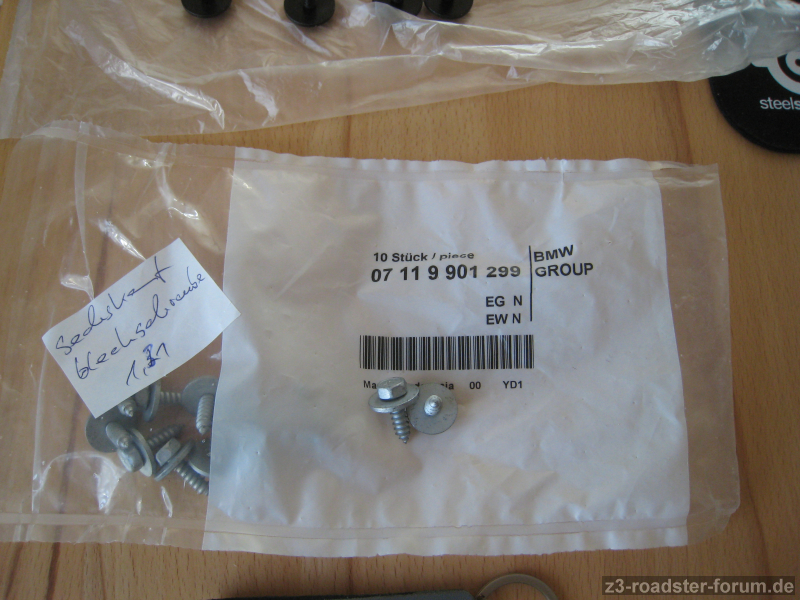 steels
10 Stück / piece
07 11 9 901 299
BMW
GROUP
EG N
EW N
00 YD1
Sechskant
blechschraube
z3-roadster-forum.de